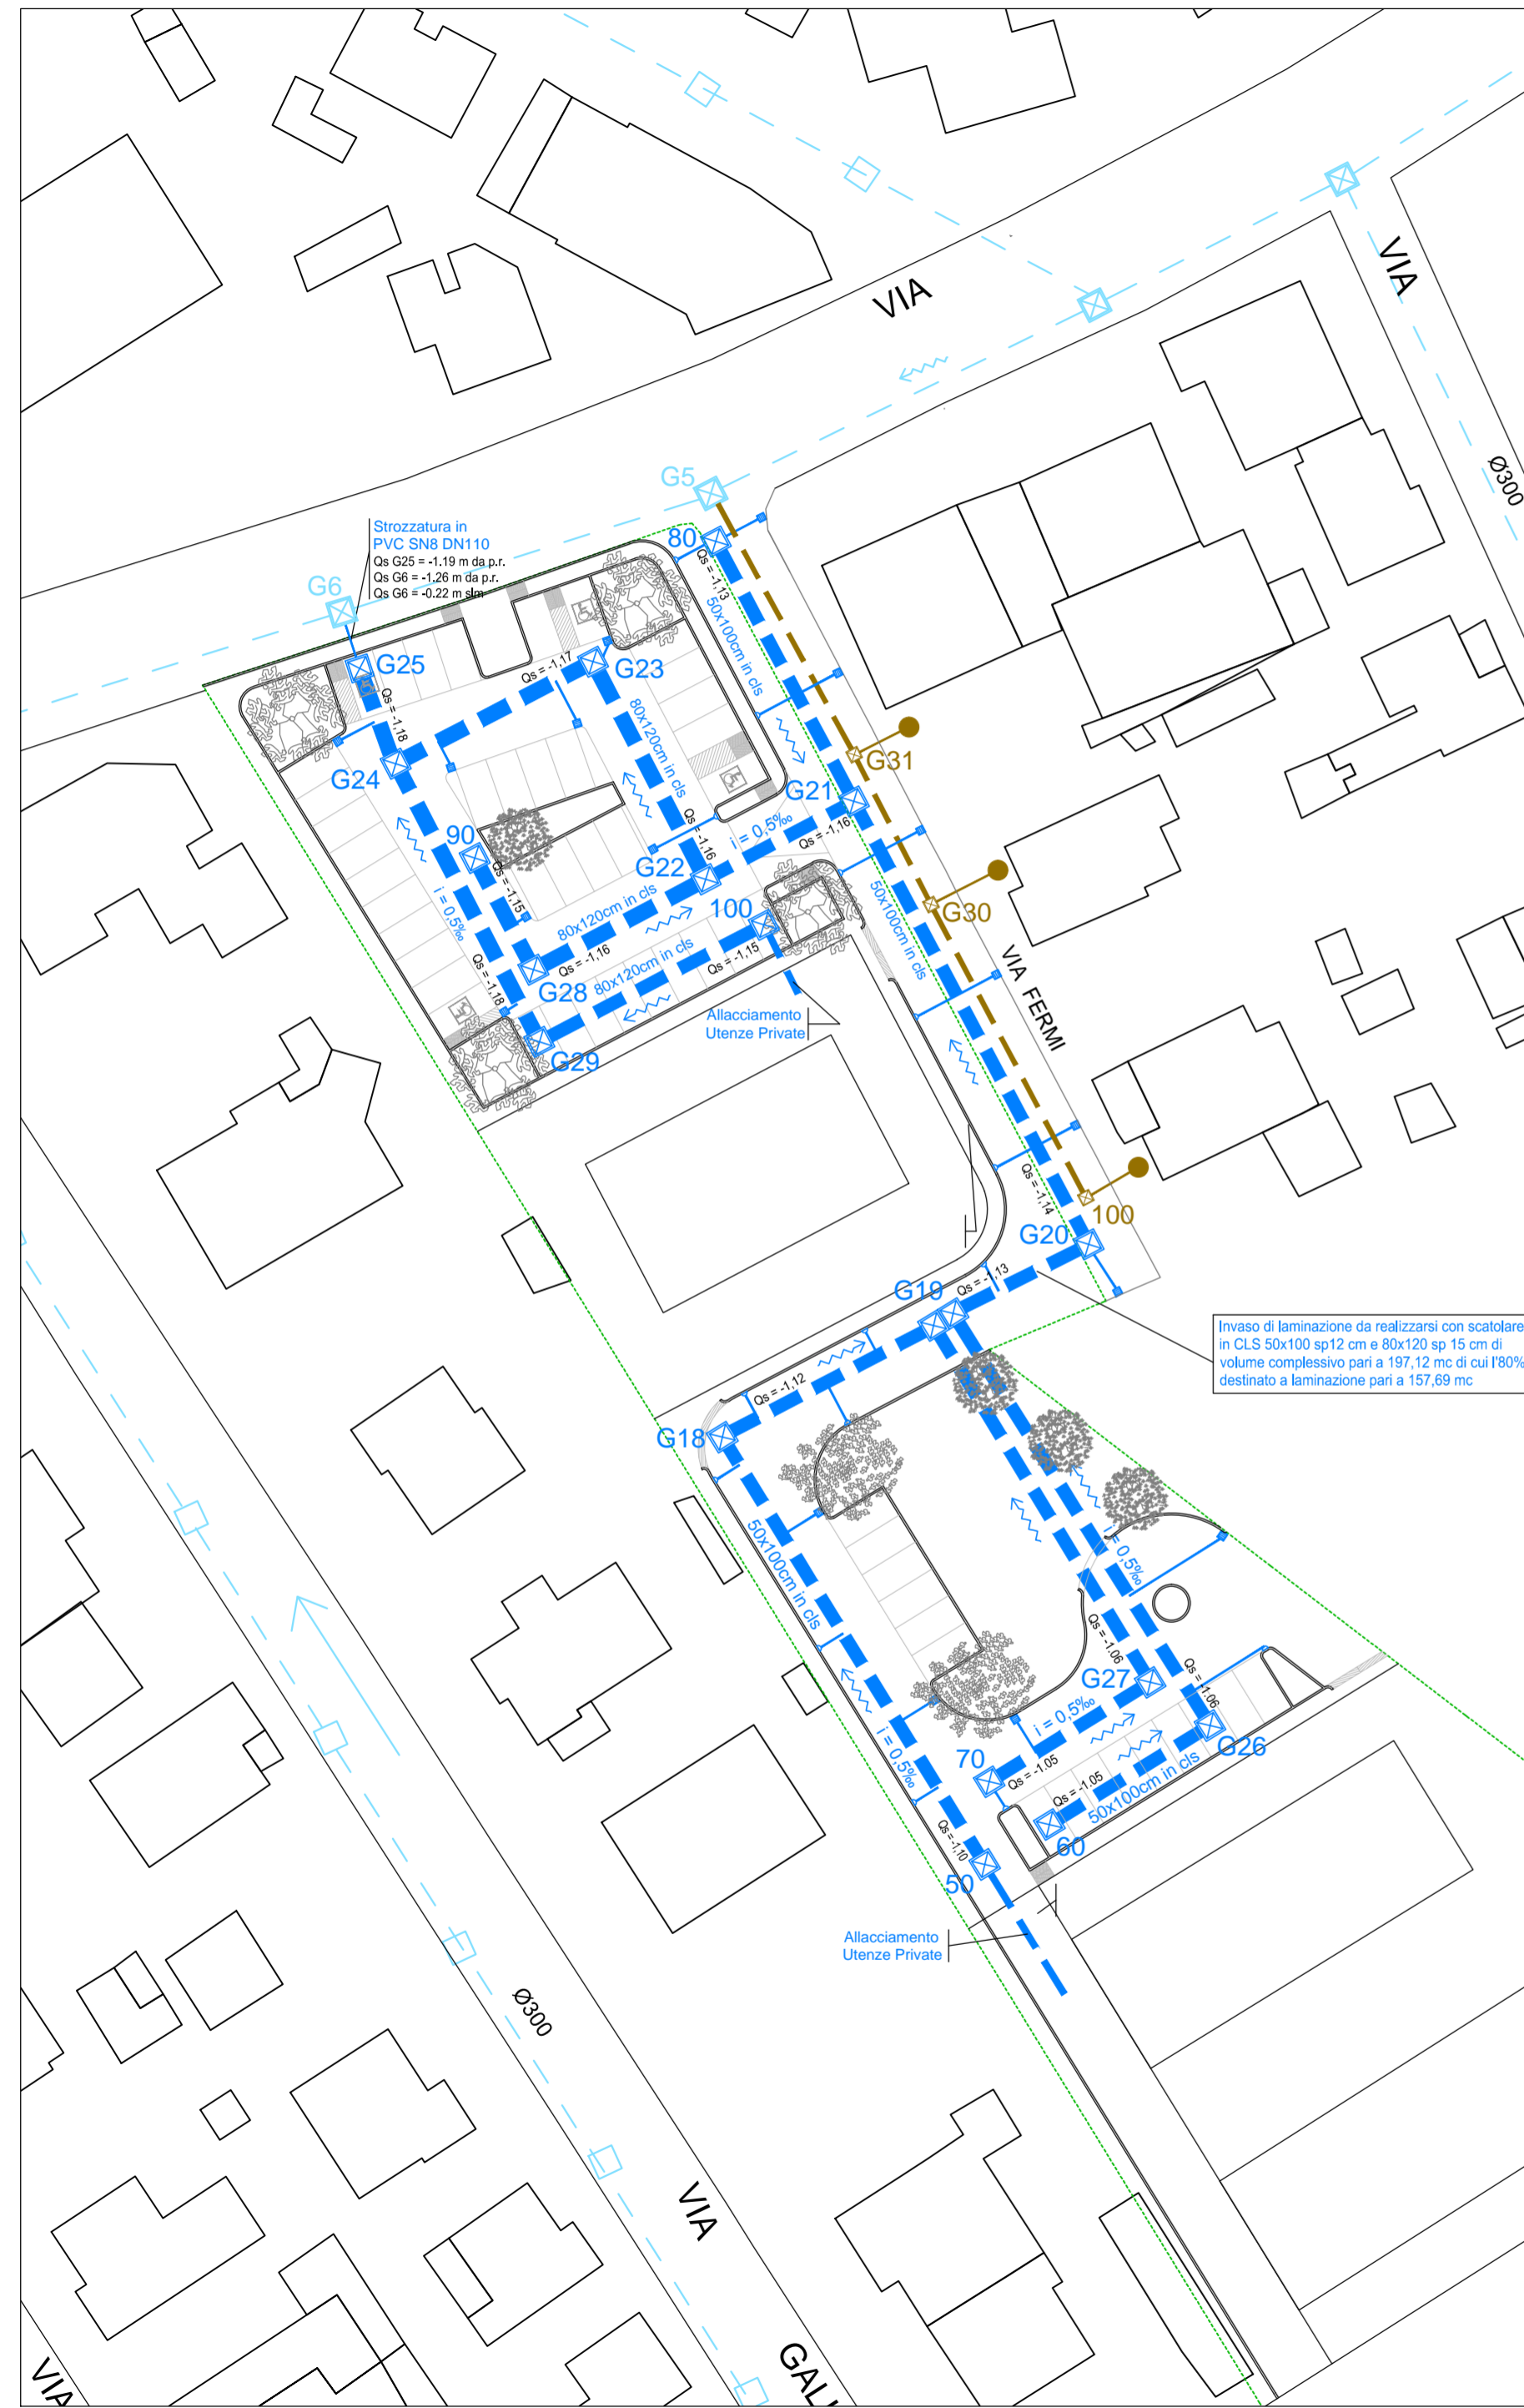 VIA
VIA
Ø300
G5
80
Strozzatura in
PVC SN8 DN110
Qs G25 = -1.19 m da p.r.
Qs G6 = -1,26 m da p.r.
Qs G6 = -0.22 m slm
G6
Qs = -1,13
50x100cm in cls
G25
Qs = -1,17
G23
Qs = -1.18
80x120cm in cls
G31
G24
G21
i = 0,5‰
Qs = -1,16
Qs = -1,16
90
G22
50x100cm in cls
Qs = -1,15
80x120cm in cls
100
G30
i = 0,5‰
Qs = -1,16
Qs = -1,15
VIA FERMI
Qs = -1,18
G28
80x120cm in cls
Allacciamento
Utenze Private
G29
Qs = -1,14
100
G20
Qs = -1,13
G19
Invaso di laminazione da realizzarsi con scatolare
in CLS 50x100 sp12 cm e 80x120 sp 15 cm di
volume complessivo pari a 197,12 mc di cui l'80%
destinato a laminazione pari a 157,69 mc
Qs = -1,12
G18
50x100cm in cls
i = 0,5‰
Qs = -1.06
G27
Qs = -1.06
i = 0,5‰
G26
i = 0,5‰
70
Qs = -1.05
Qs = -1.05
50x100cm in cls
60
Qs = -1,10
50
Allacciamento
Utenze Private
Ø300
VIA
VIA